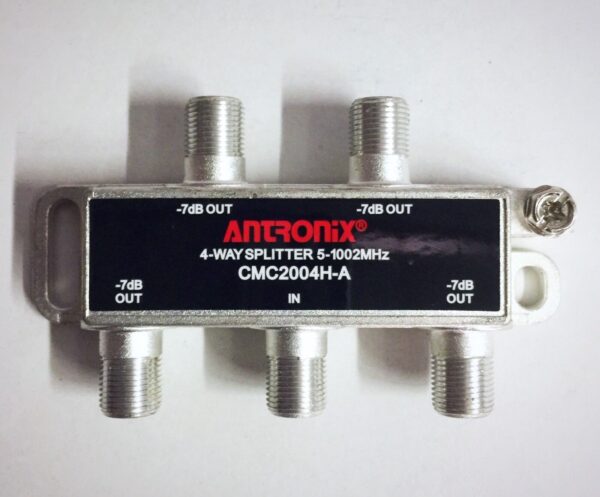 -7dB OUT
-7dB OUT
ANTRONIX®
4-WAY SPLITTER 5-1002MHz
CMC2004H-A
-7dB
OUT
IN
-7dB
OUT